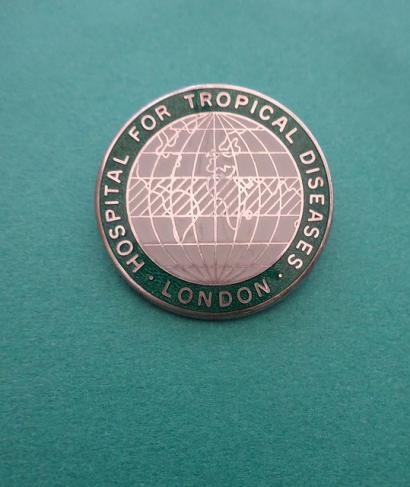 HOSPITAL FOR TROPICAL DISEASES
· LONDON ·